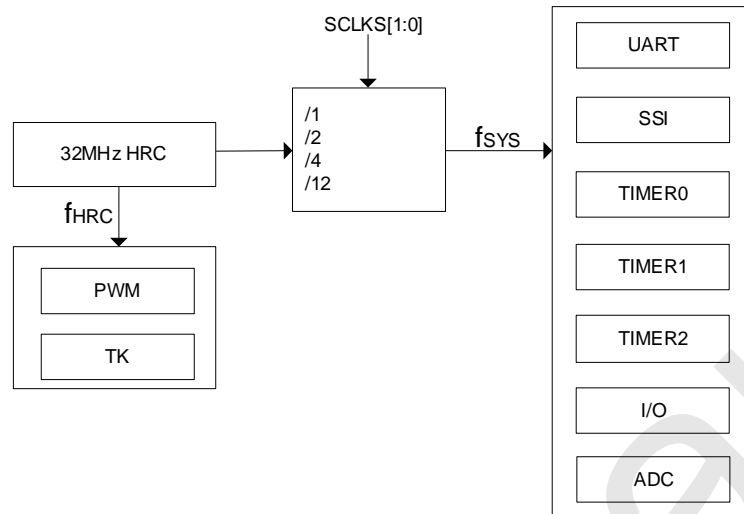 SCLKS[1:0]
UART
/1
/2
/4
/12
SSI
32MHz HRC
fSYS
TIMER0
fHRC
PWM
TIMER1
TK
TIMER2
I/O
ADC